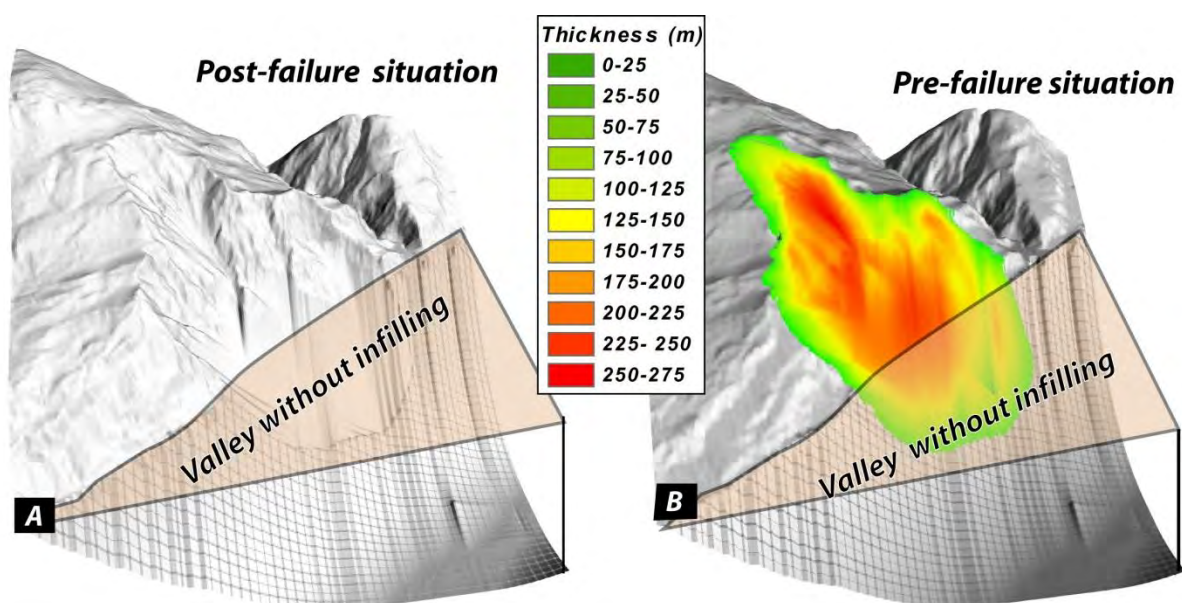 Post-failure situation
Thickness (m)
0-25
25-50
50-75
75-100
100-125
125-150
150-175
175-200
200-225
225- 250
250-275
Pre-failure situation
Valley without infilling
A
Valley without infilling
B